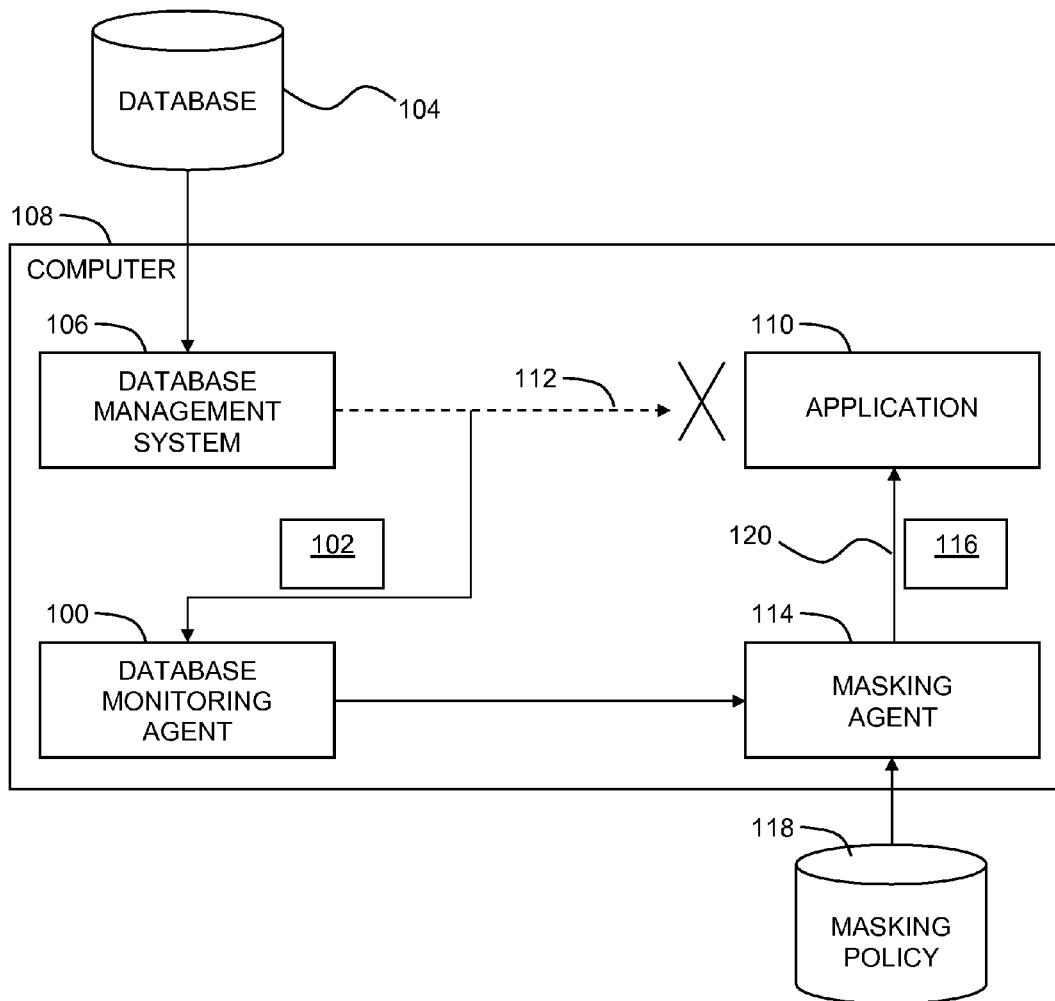 DATABASE
104
108
COMPUTER
106
DATABASE
MANAGEMENT
SYSTEM
112
110
APPLICATION
102
120
116
100
DATABASE
MONITORING
AGENT
114
MASKING
AGENT
118
MASKING
POLICY